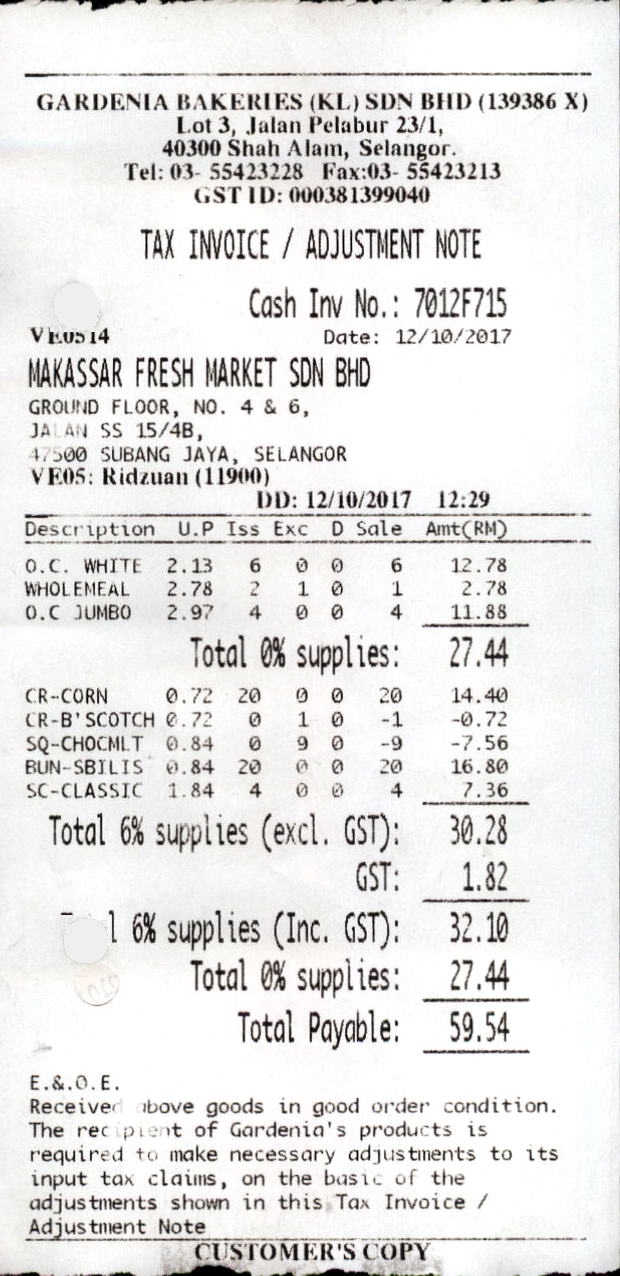 GARDENIA BAKERIES (KL) SDN BHD (139386 X)
Lot 3, Jalan Pelabur 23/1,
40300 Shah Alam, Selangor.
Tel: 03- 55423228 Fax:03- 55423213
GST ID: 000381399040
TAX INVOICE / ADJUSTMENT NOTE
Cash Inv No.: 7012F715
VE0514 Date: 12/10/2017
MAKASSAR FRESH MARKET SDN BHD
GROUND FLOOR, NO. 4 & 6,
JALAN SS 15/4B,
47500 SUBANG JAYA, SELANGOR
VE05: Ridzuan (11900)
DD: 12/10/2017 12:29
Description U.P Iss Exc D Sale Amt(RM)
O.C. WHITE 2.13 6 0 0 6 12.78
WHOLEMEAL 2.78 2 1 0 1 2.78
O.C JUMBO 2.97 4 0 0 4 11.88
Total 0% supplies: 27.44
CR-CORN 0.72 20 0 0 20 14.40
CR-B'SCOTCH 0.72 0 1 0 -1 -0.72
SQ-CHOCMLT 0.84 0 9 0 -9 -7.56
BUN-SBILIS 0.84 20 0 0 20 16.80
SC-CLASSIC 1.84 4 0 0 4 7.36
Total 6% supplies (excl. GST): 30.28
GST: 1.82
l 6% supplies (Inc. GST): 32.10
Total 0% supplies: 27.44
Total Payable: 59.54
E.&.O.E.
Received above goods in good order condition.
The recipient of Gardenia's products is
required to make necessary adjustments to its
input tax claims, on the basic of the
adjustments shown in this Tax Invoice /
Adjustment Note
CUSTOMER'S COPY